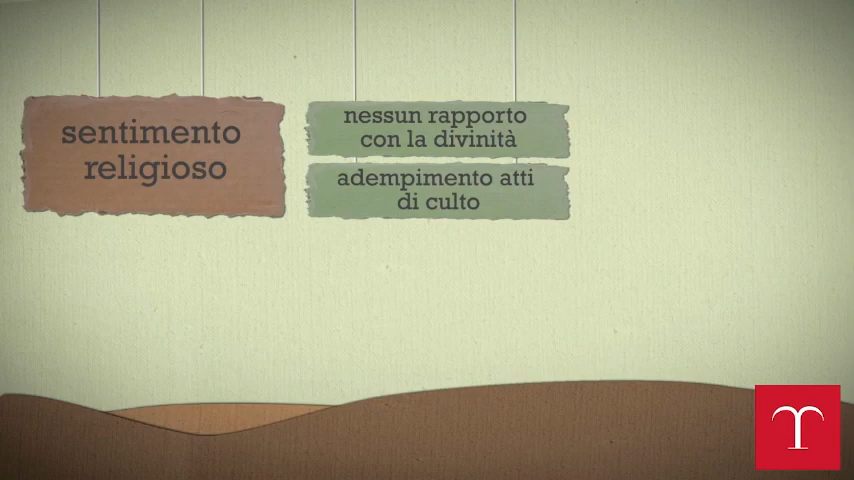 sentimento
religioso
nessun rapporto
con la divinità
adempimento atti
di culto